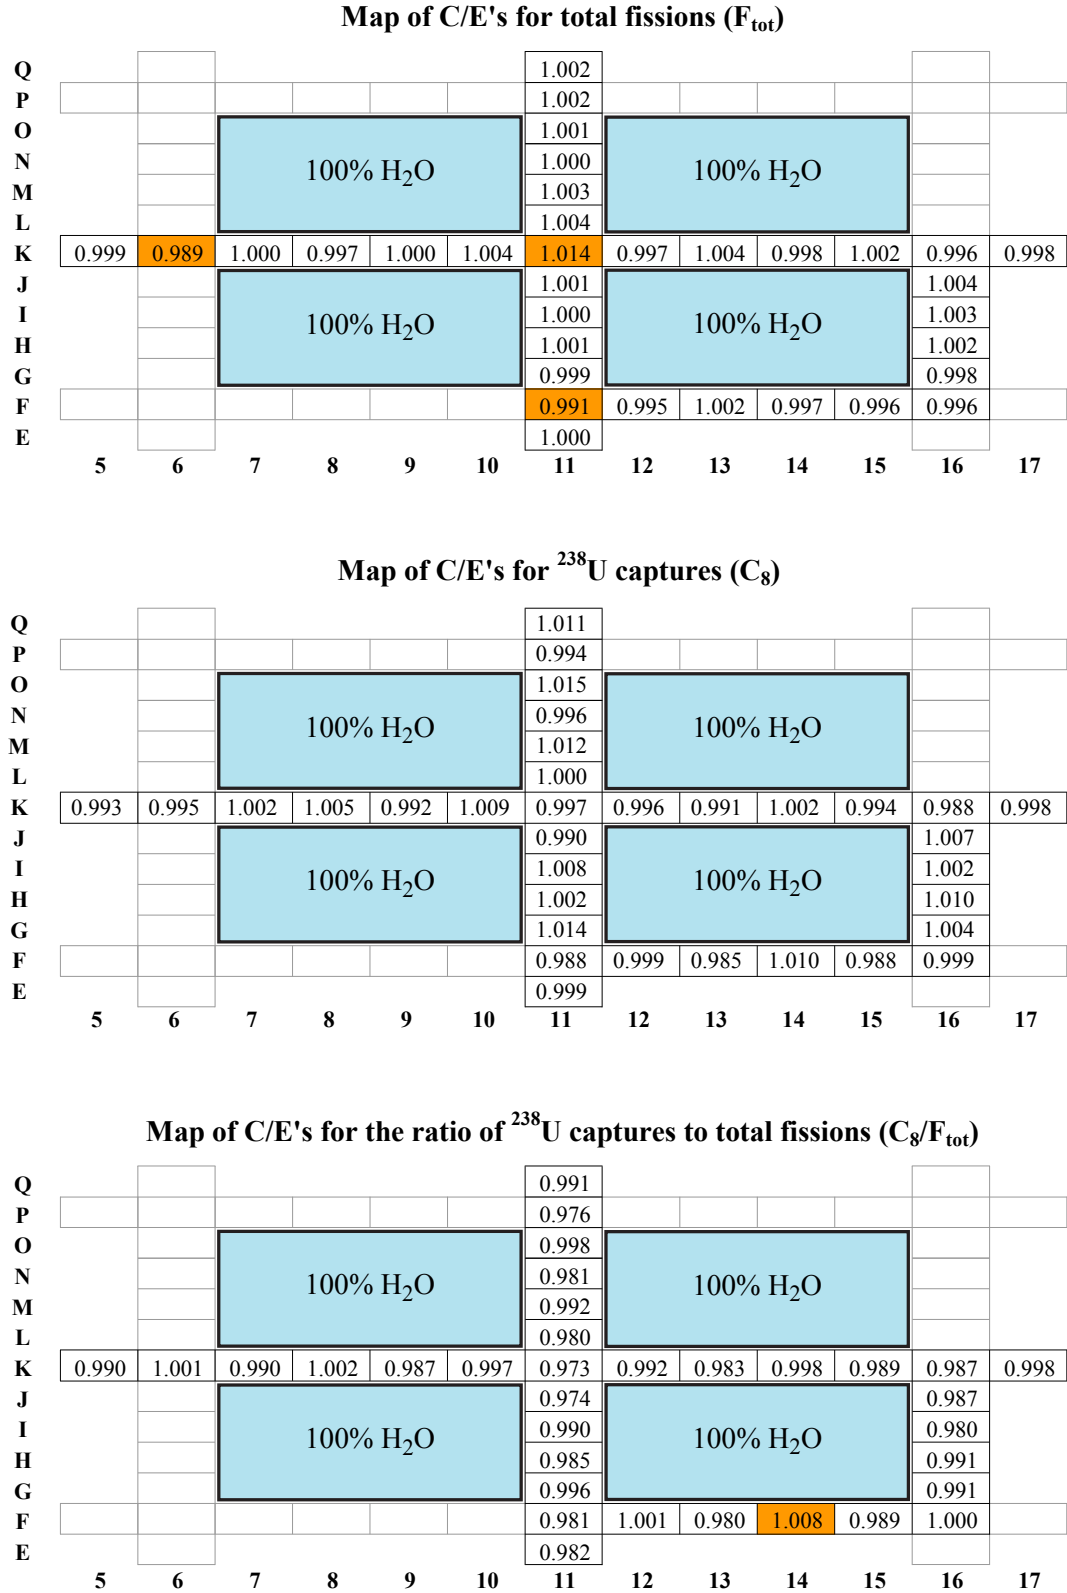 Map of C/E's for total fissions (Ftot)
Q 1.002
P 1.002
O 1.001
N 100% H2O 1.000 100% H2O
M 1.003
L 1.004
K 0.999 0.989 1.000 0.997 1.000 1.004 1.014 0.997 1.004 0.998 1.002 0.996 0.998
J 1.001 1.004
I 100% H2O 1.000 100% H2O 1.003
H 1.001 1.002
G 0.999 0.998
F 0.991 0.995 1.002 0.997 0.996 0.996
E 1.000
5 6 7 8 9 10 11 12 13 14 15 16 17
Map of C/E's for 238U captures (C8)
Q 1.011
P 0.994
O 1.015
N 100% H2O 0.996 100% H2O
M 1.012
L 1.000
K 0.993 0.995 1.002 1.005 0.992 1.009 0.997 0.996 0.991 1.002 0.994 0.988 0.998
J 0.990 1.007
I 100% H2O 1.008 100% H2O 1.002
H 1.002 1.010
G 1.014 1.004
F 0.988 0.999 0.985 1.010 0.988 0.999
E 0.999
5 6 7 8 9 10 11 12 13 14 15 16 17
Map of C/E's for the ratio of 238U captures to total fissions (C8/Ftot)
Q 0.991
P 0.976
O 0.998
N 100% H2O 0.981 100% H2O
M 0.992
L 0.980
K 0.990 1.001 0.990 1.002 0.987 0.997 0.973 0.992 0.983 0.998 0.989 0.987 0.998
J 0.974 0.987
I 100% H2O 0.990 100% H2O 0.980
H 0.985 0.991
G 0.996 0.991
F 0.981 1.001 0.980 1.008 0.989 1.000
E 0.982
5 6 7 8 9 10 11 12 13 14 15 16 17